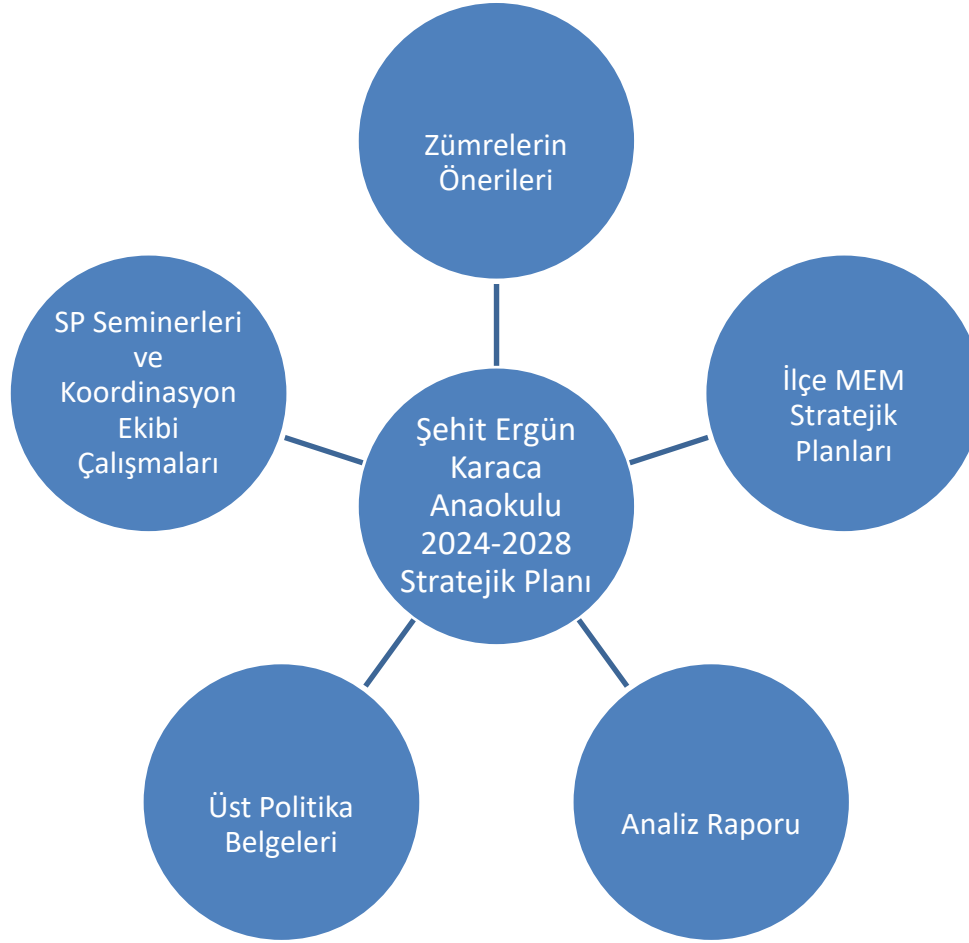 Zümrelerin
Önerileri
SP Seminerleri
ve
Koordinasyon
Ekibi
Çalışmaları
İlçe MEM
Stratejik
Planları
Şehit Ergün
Karaca
Anaokulu
2024-2028
Stratejik Planı
Üst Politika
Belgeleri
Analiz Raporu